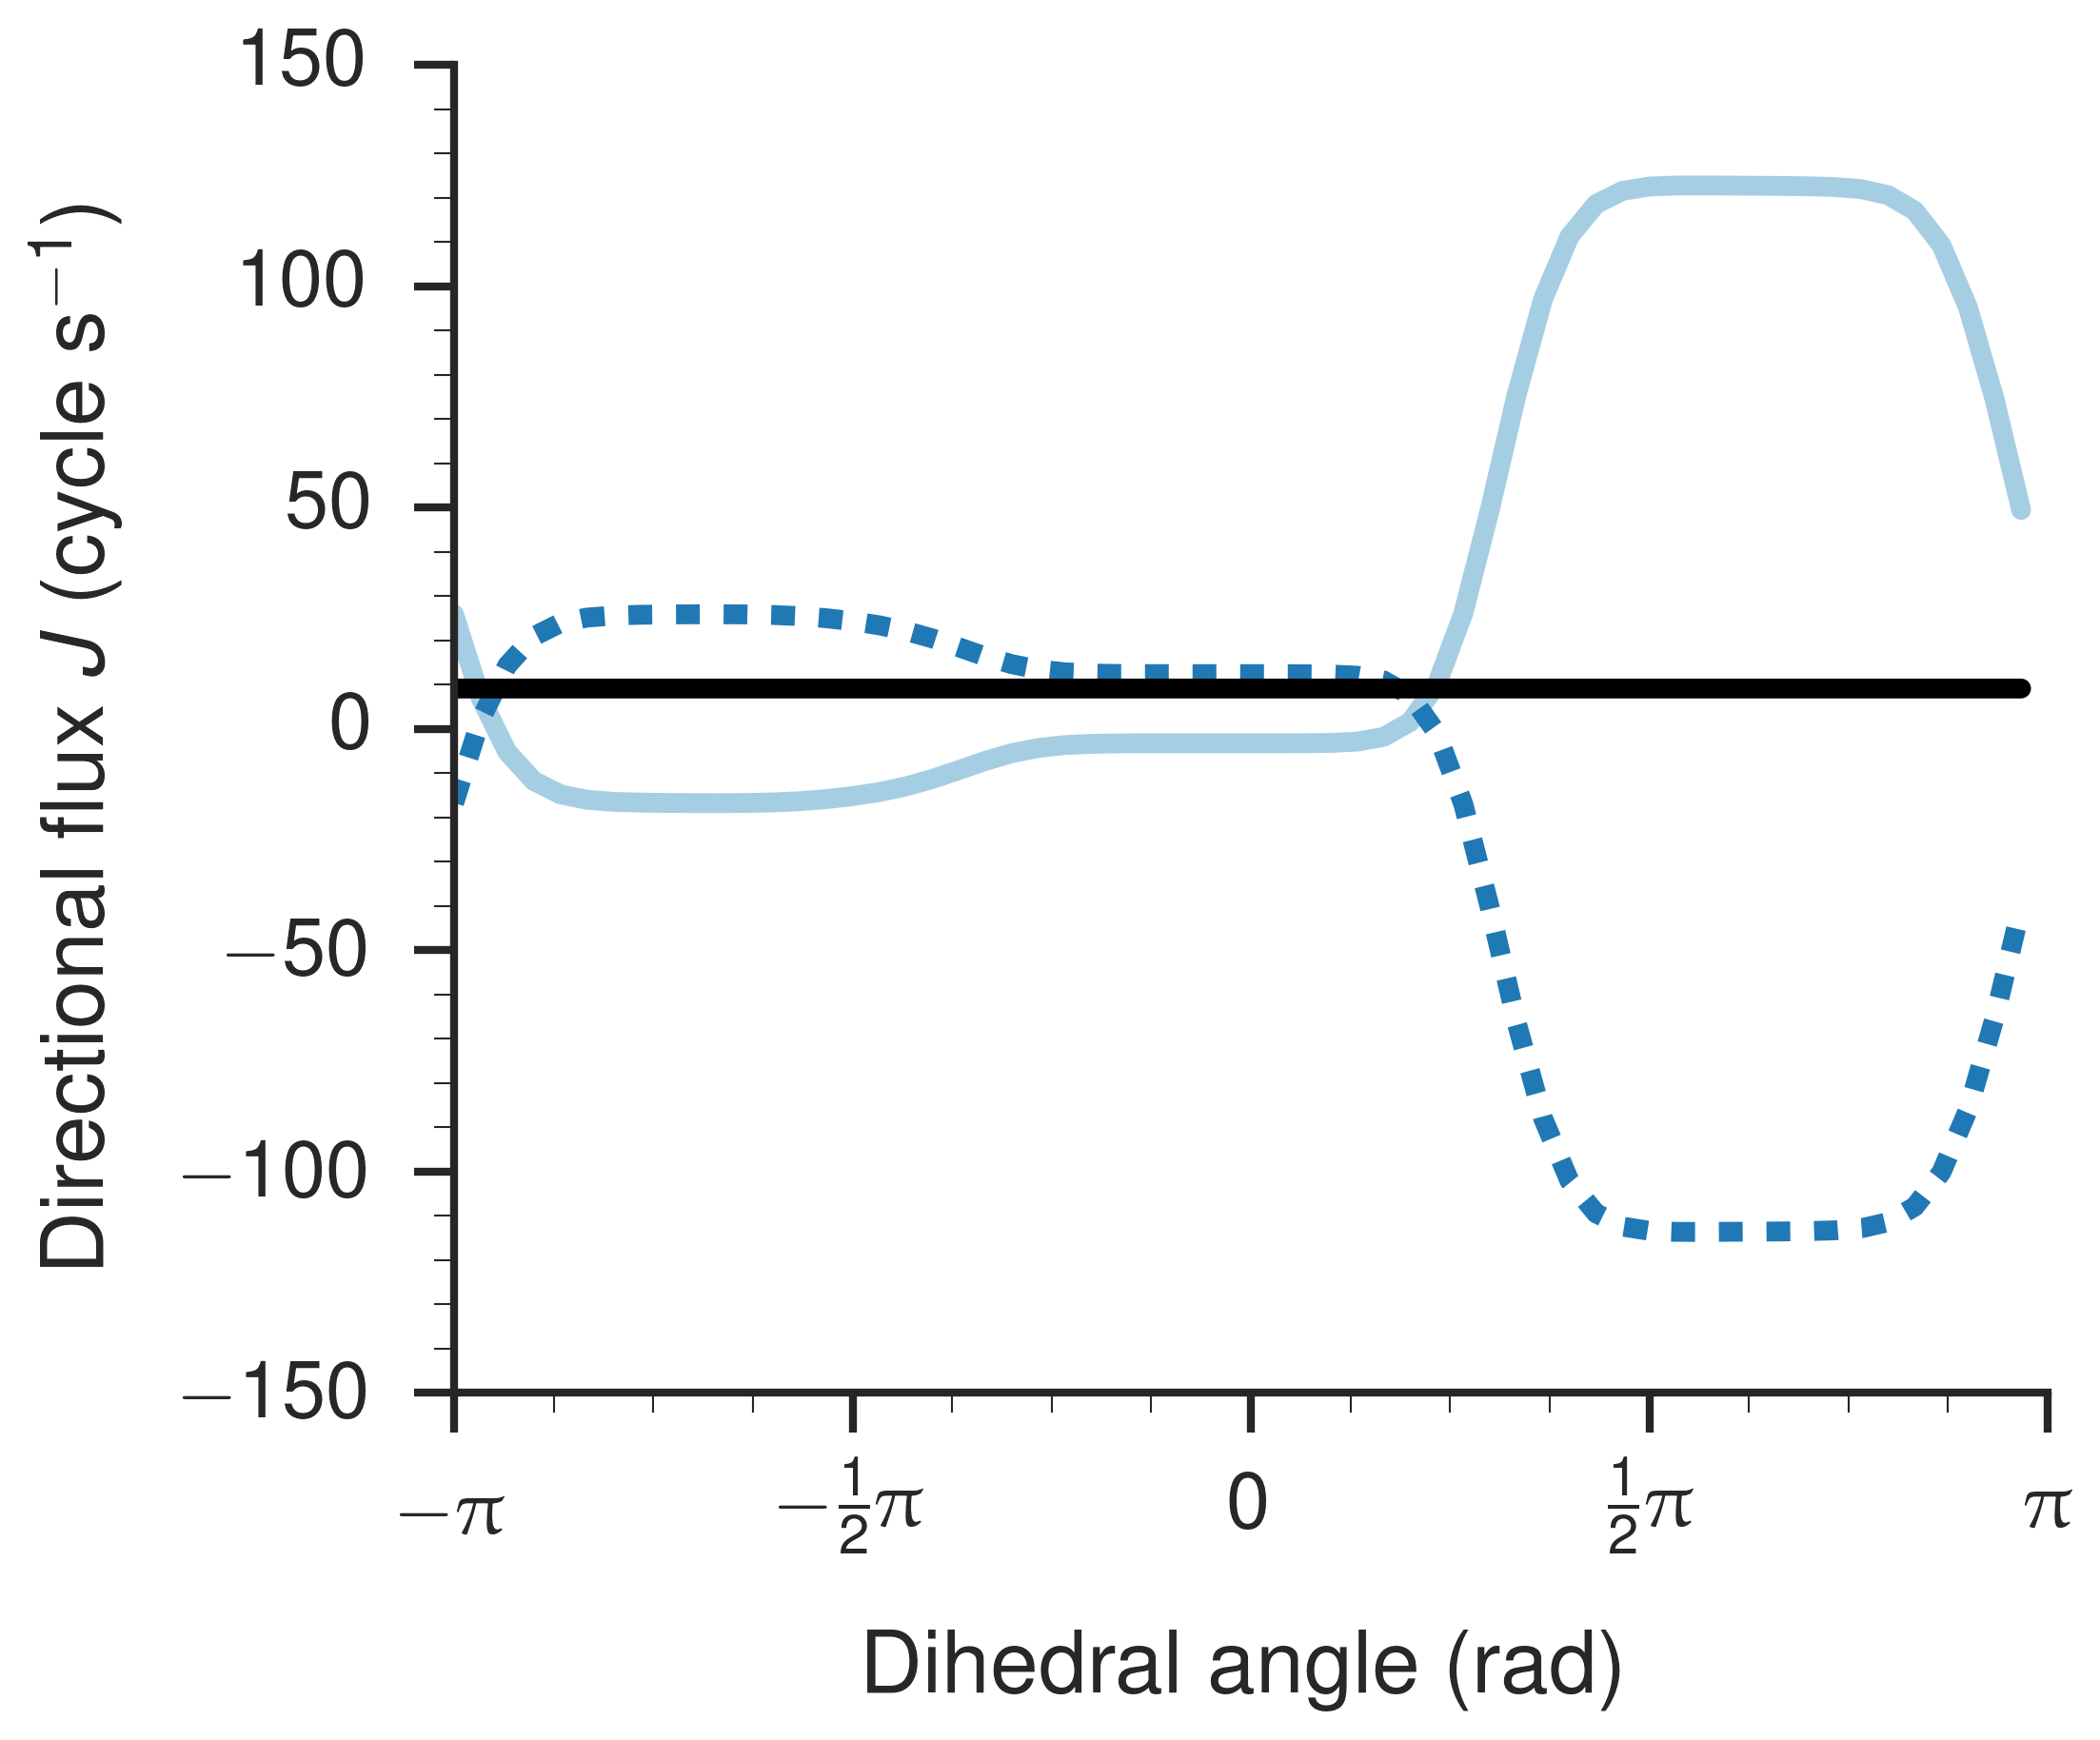 150
100
50
0
−50
−100
−150
Directional flux J (cycle s⁻¹)
−π
−½π
0
½π
π
Dihedral angle (rad)